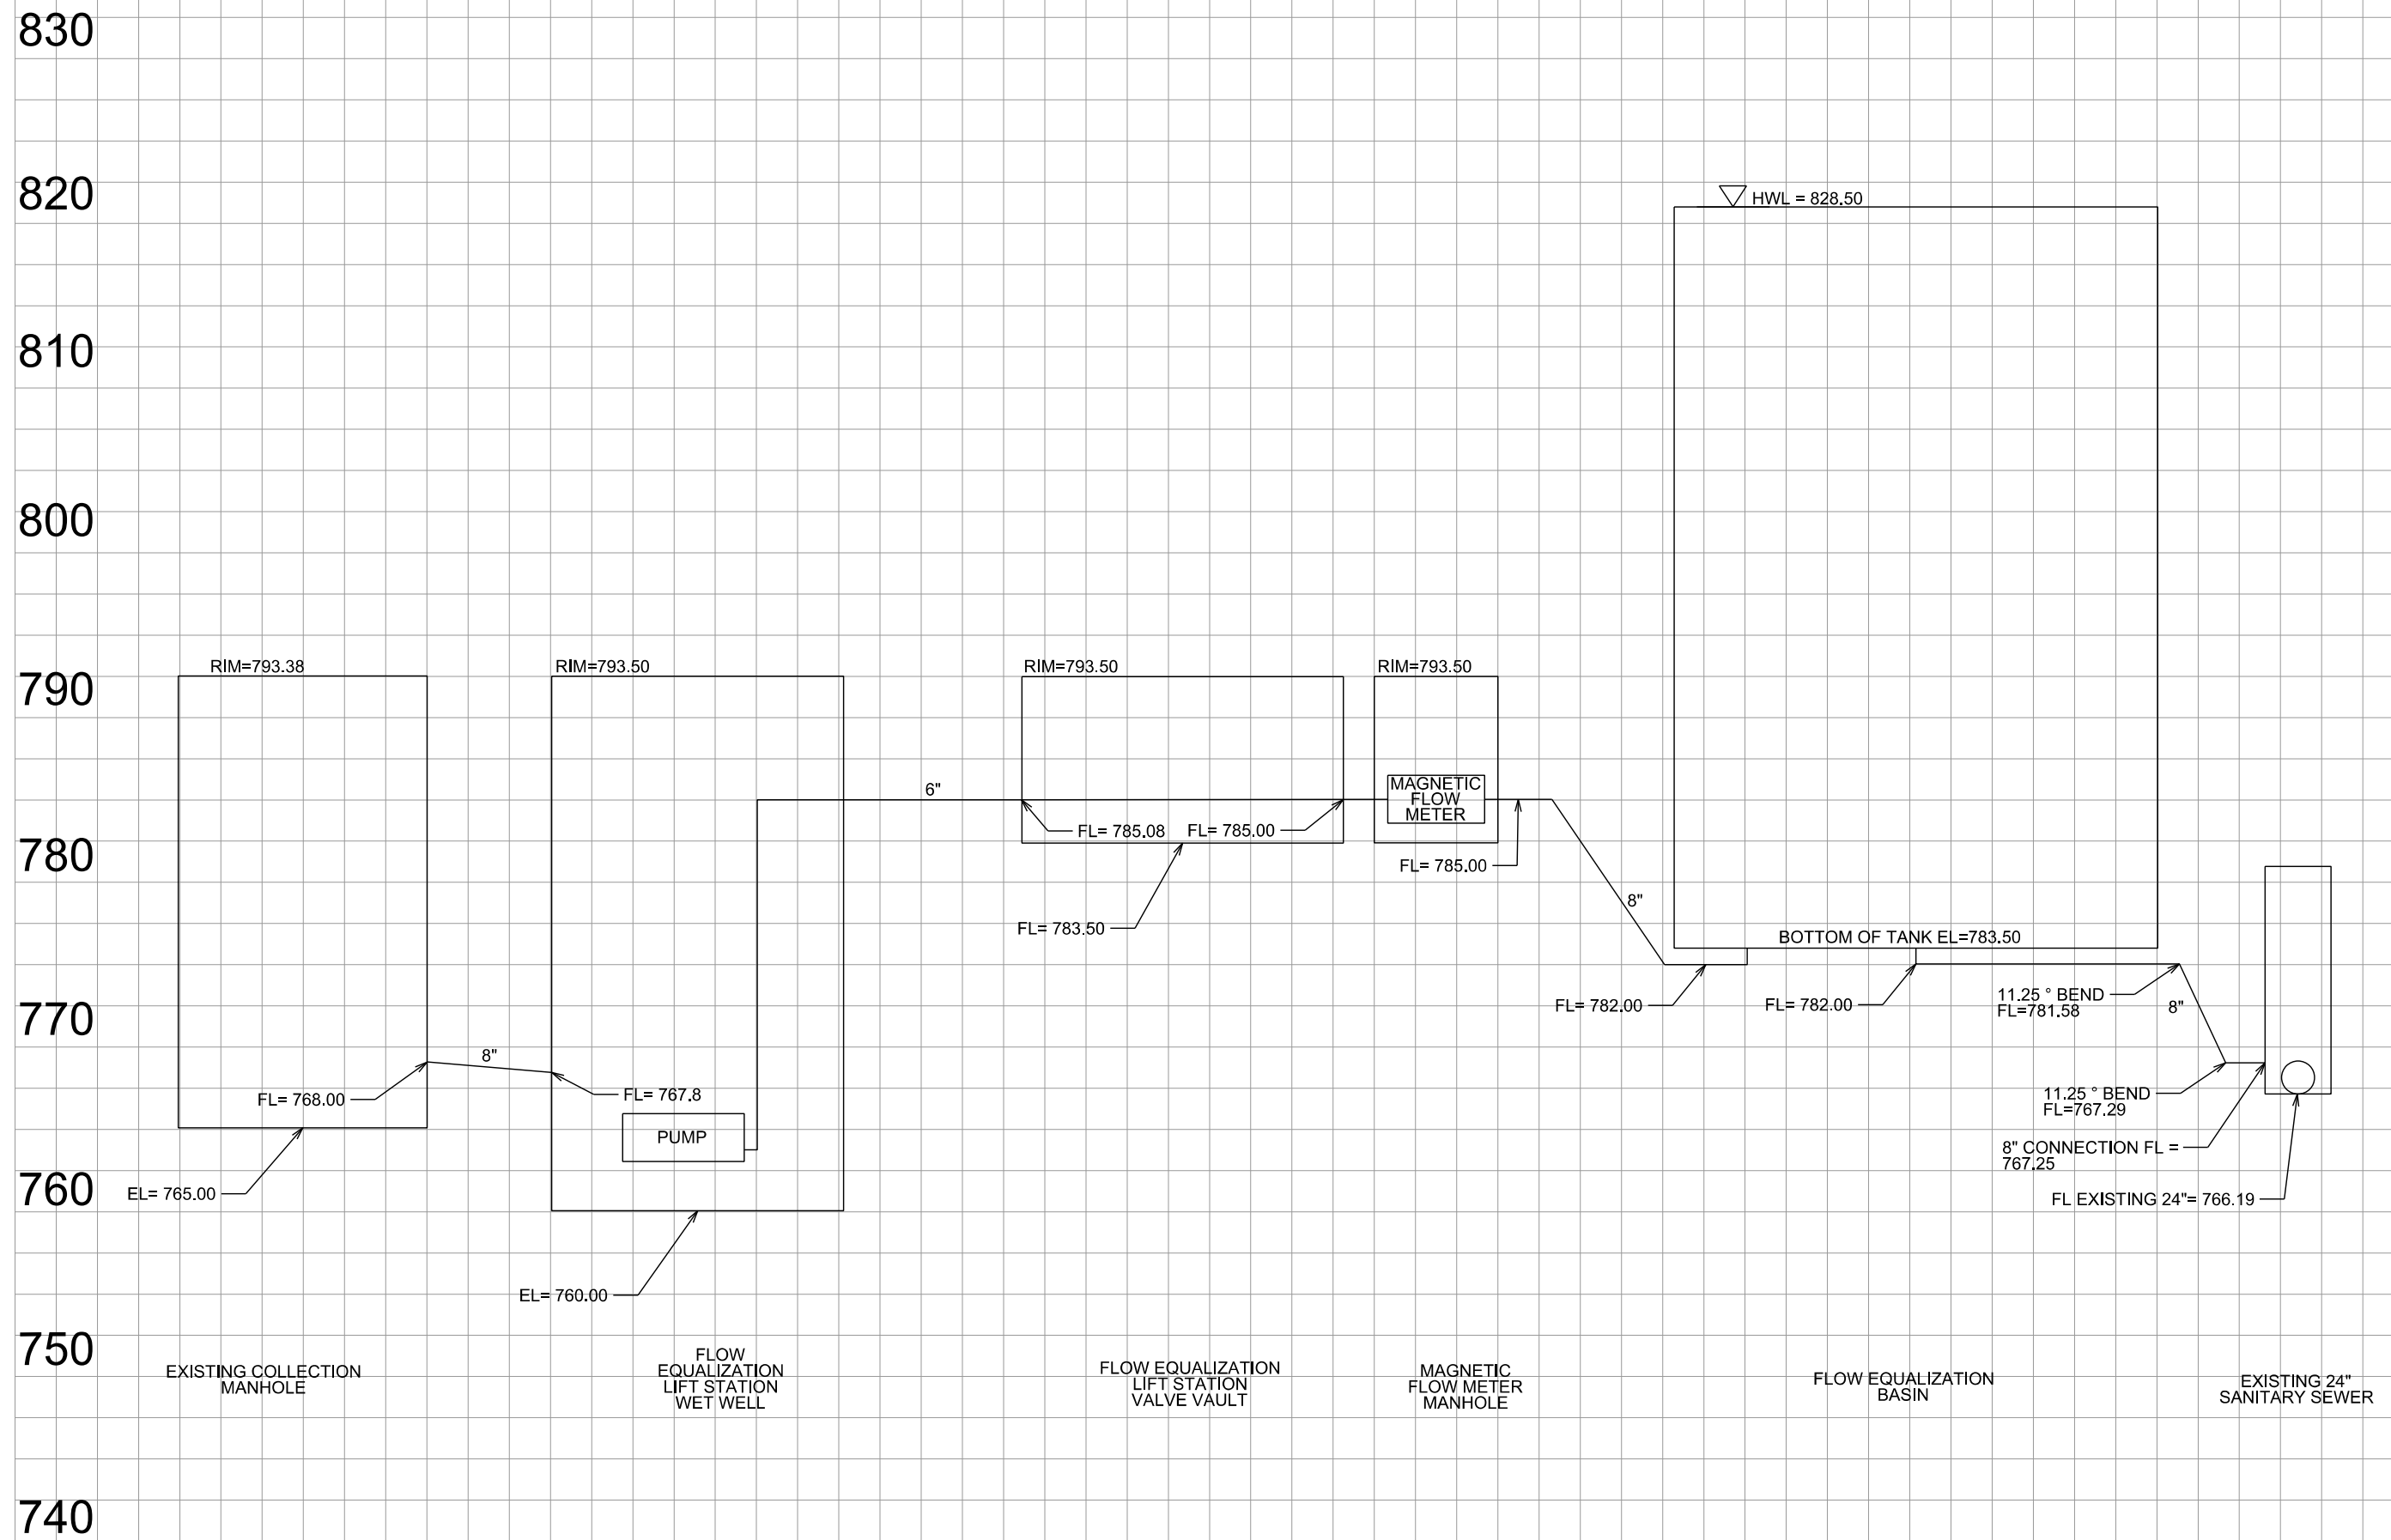 830
820
HWL = 828.50
810
800
RIM=793.38
RIM=793.50
RIM=793.50
RIM=793.50
790
6"
MAGNETIC
FLOW
METER
FL= 785.08
FL= 785.00
780
FL= 785.00
8"
FL= 783.50
BOTTOM OF TANK EL=783.50
FL= 782.00
FL= 782.00
11.25 ° BEND
FL=781.58
8"
770
8"
FL= 768.00
FL= 767.8
11.25 ° BEND
FL=767.29
PUMP
8" CONNECTION FL =
767.25
760
EL= 765.00
FL EXISTING 24"= 766.19
EL= 760.00
750
EXISTING COLLECTION
MANHOLE
FLOW
EQUALIZATION
LIFT STATION
WET WELL
FLOW EQUALIZATION
LIFT STATION
VALVE VAULT
MAGNETIC
FLOW METER
MANHOLE
FLOW EQUALIZATION
BASIN
EXISTING 24"
SANITARY SEWER
740